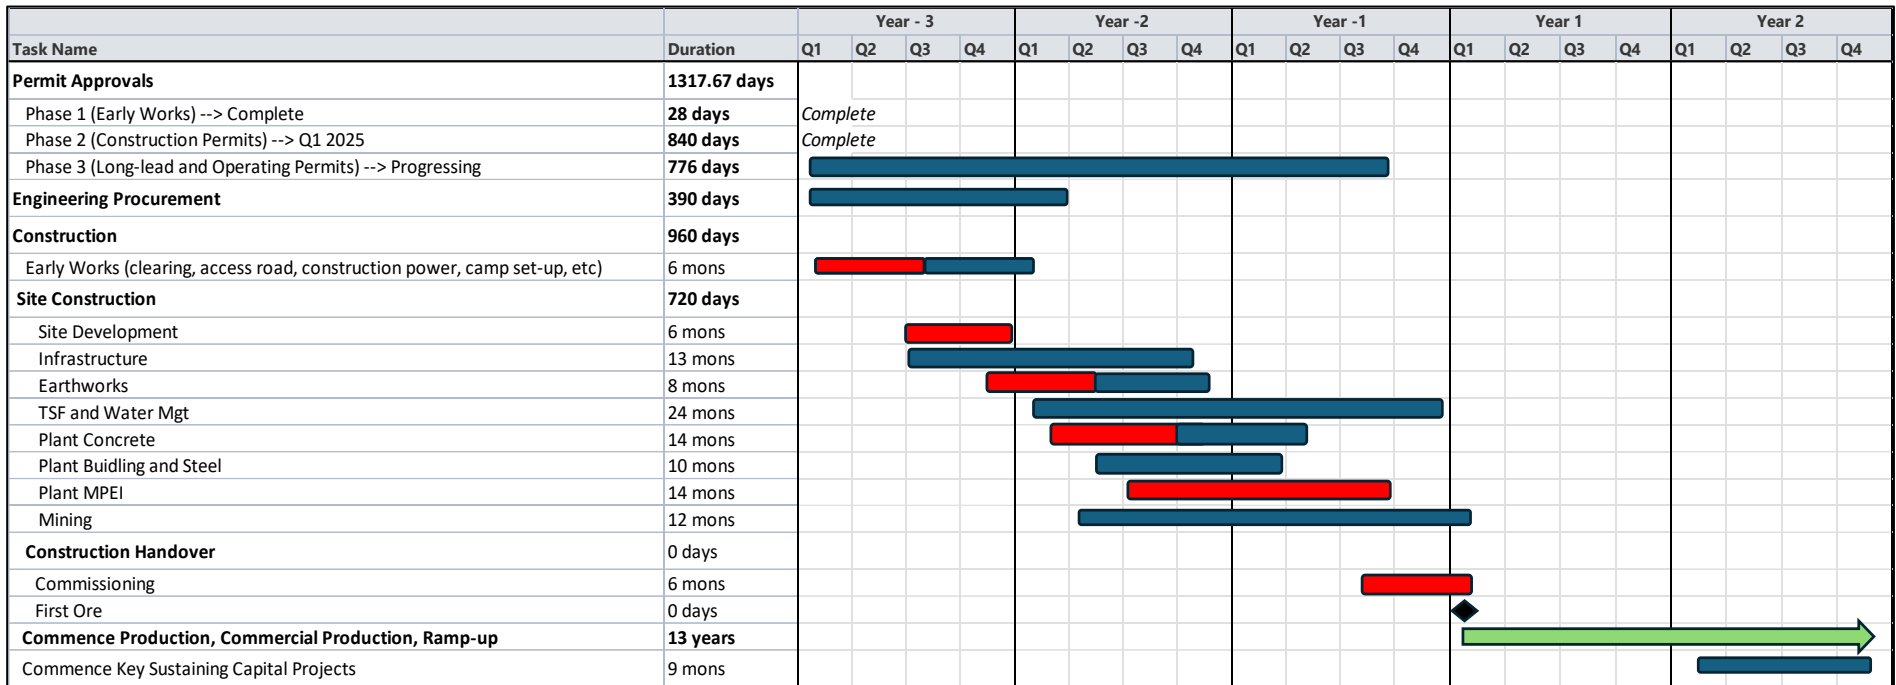 Year - 3 Year -2 Year -1 Year 1 Year 2
Task Name Duration Q1 Q2 Q3 Q4 Q1 Q2 Q3 Q4 Q1 Q2 Q3 Q4 Q1 Q2 Q3 Q4 Q1 Q2 Q3 Q4
Permit Approvals 1317.67 days
Phase 1 (Early Works) --> Complete 28 days Complete
Phase 2 (Construction Permits) --> Q1 2025 840 days Complete
Phase 3 (Long-lead and Operating Permits) --> Progressing 776 days
Engineering Procurement 390 days
Construction 960 days
Early Works (clearing, access road, construction power, camp set-up, etc) 6 mons
Site Construction 720 days
Site Development 6 mons
Infrastructure 13 mons
Earthworks 8 mons
TSF and Water Mgt 24 mons
Plant Concrete 14 mons
Plant Buidling and Steel 10 mons
Plant MPEI 14 mons
Mining 12 mons
Construction Handover 0 days
Commissioning 6 mons
First Ore 0 days
Commence Production, Commercial Production, Ramp-up 13 years
Commence Key Sustaining Capital Projects 9 mons